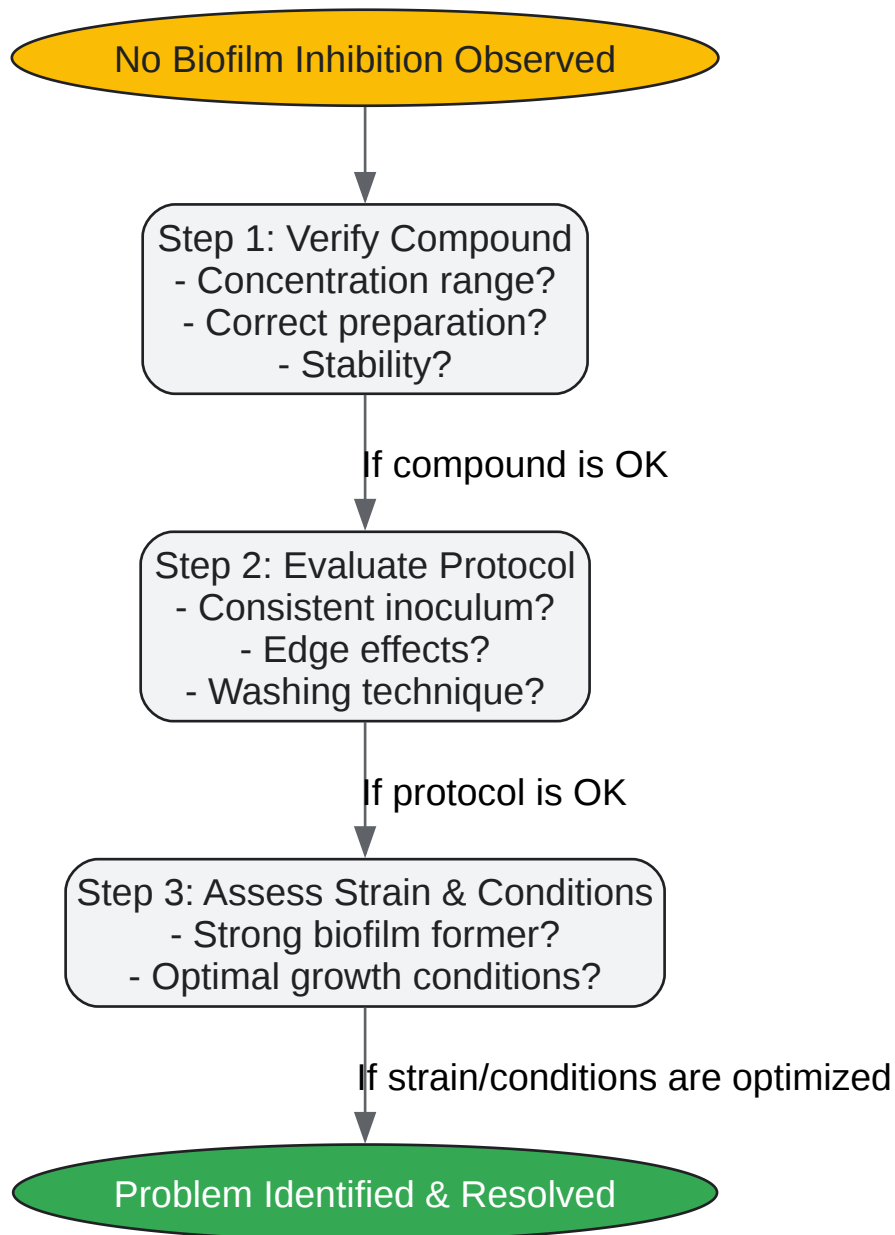 No Biofilm Inhibition Observed
Step 1: Verify Compound
- Concentration range?
- Correct preparation?
- Stability?
If compound is OK
Step 2: Evaluate Protocol
- Consistent inoculum?
- Edge effects?
- Washing technique?
If protocol is OK
Step 3: Assess Strain & Conditions
- Strong biofilm former?
- Optimal growth conditions?
If strain/conditions are optimized
Problem Identified & Resolved